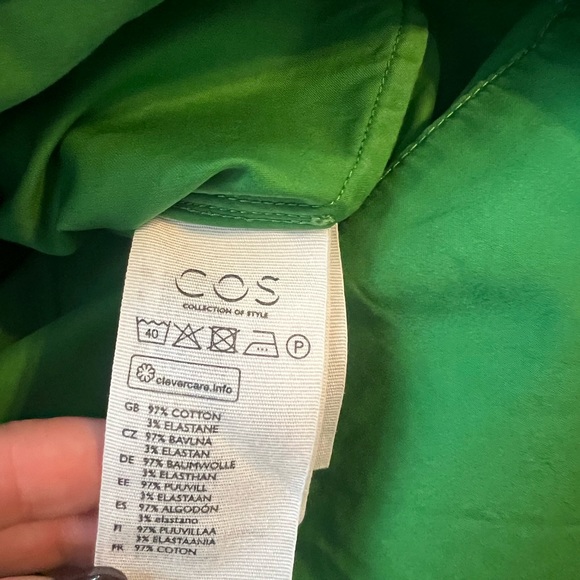 COS
COLLECTION OF STYLE
40 P
clevercare.info
GB 97% COTTON
3% ELASTANE
CZ 97% BAVLNA
3% ELASTAN
DE 97% BAUMWOLLE
3% ELASTHAN
EE 97% PUUVILL
3% ELASTAAN
ES 97% ALGODÓN
3% elastano
FI 97% PUUVILLAA
3% ELASTAANIA
FR 97% COTON